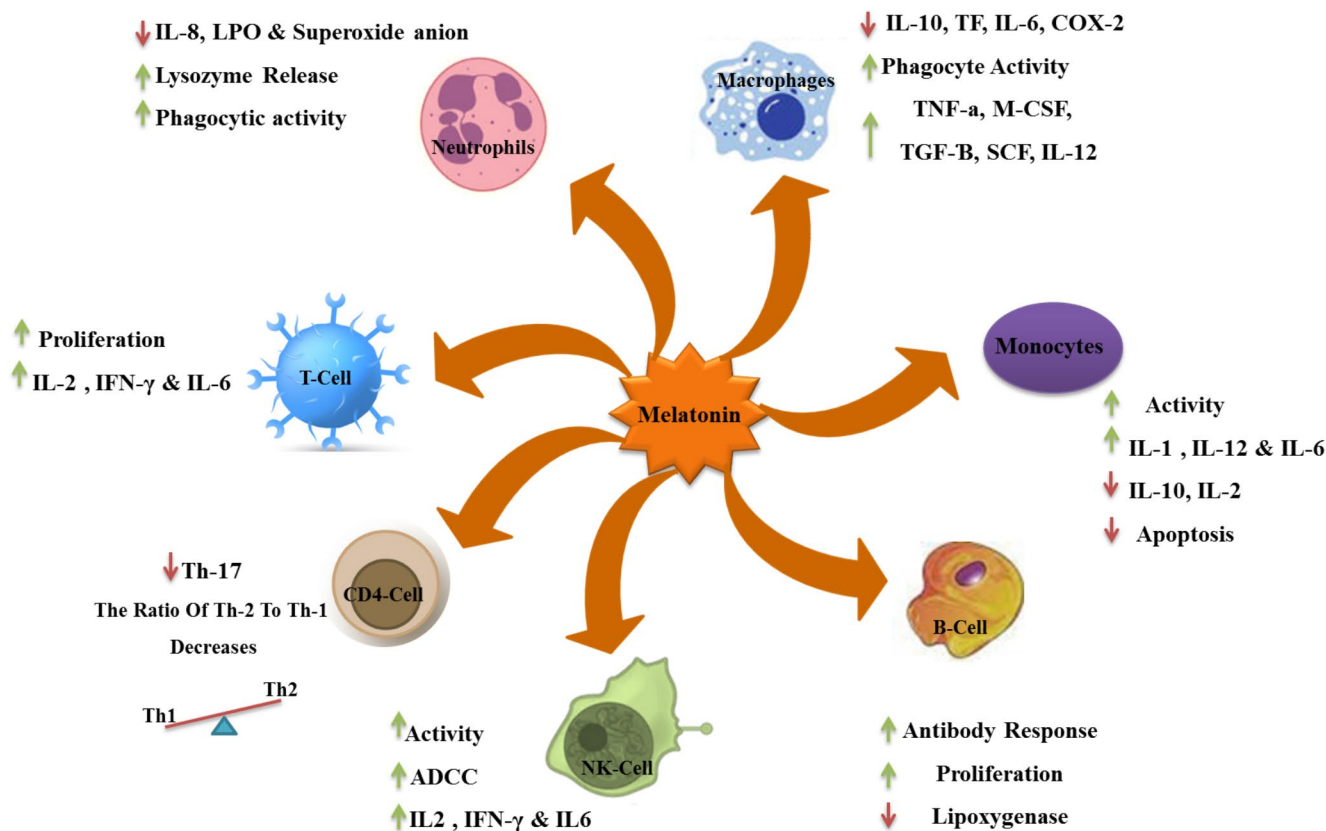 IL-8, LPO & Superoxide anion
Lysozyme Release
Phagocytic activity
Neutrophils
IL-10, TF, IL-6, COX-2
Phagocyte Activity
TNF-a, M-CSF,
TGF-B, SCF, IL-12
Macrophages
Proliferation
IL-2 , IFN-γ & IL-6
T-Cell
Melatonin
Monocytes
Activity
IL-1 , IL-12 & IL-6
IL-10, IL-2
Apoptosis
Th-17
The Ratio Of Th-2 To Th-1
Decreases
Th2
Th1
CD4-Cell
B-Cell
Antibody Response
Proliferation
Lipoxygenase
NK-Cell
Activity
ADCC
IL2 , IFN-γ & IL6